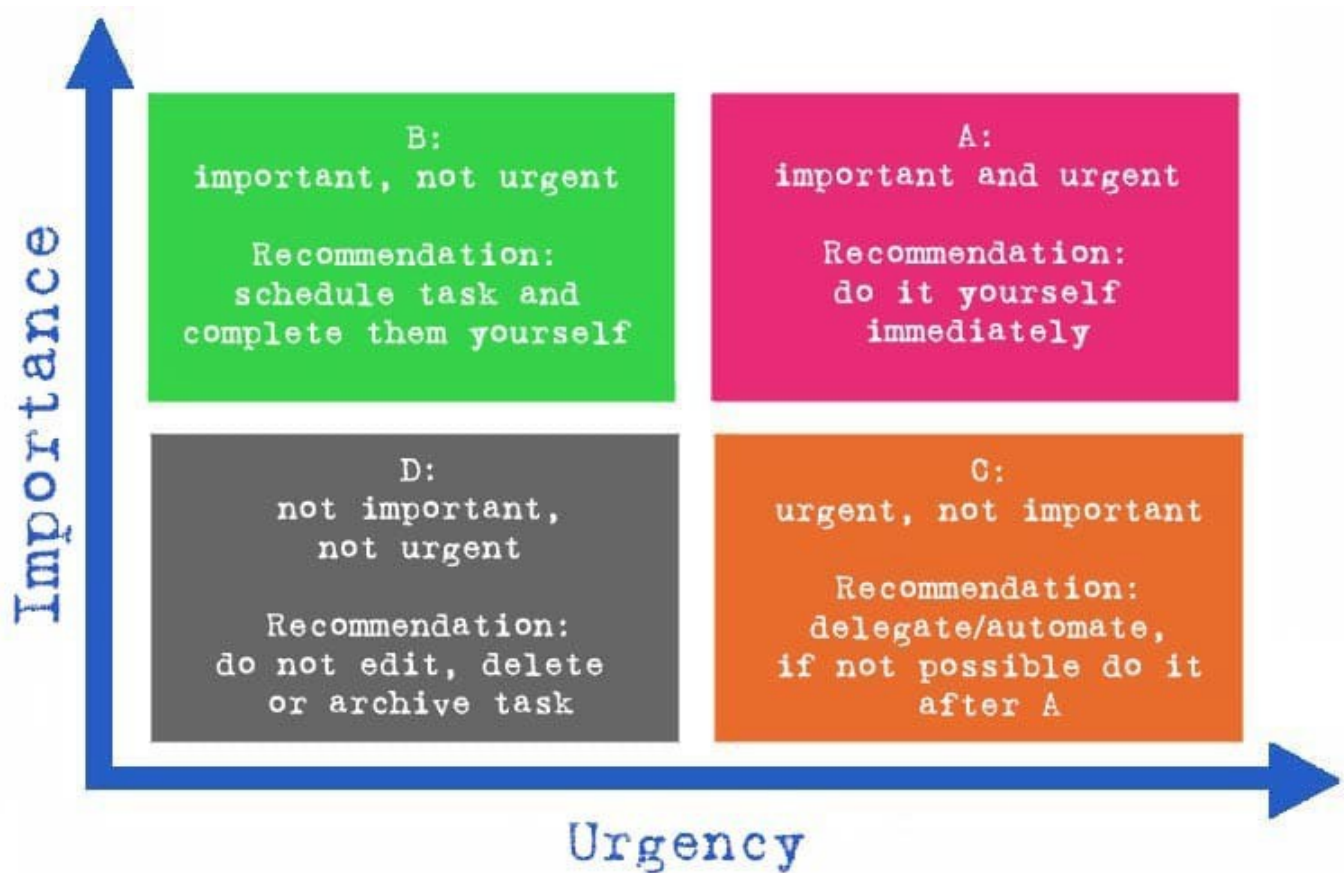 Importance
B:
important, not urgent
Recommendation:
schedule task and
complete them yourself
A:
important and urgent
Recommendation:
do it yourself
immediately
D:
not important,
not urgent
Recommendation:
do not edit, delete
or archive task
C:
urgent, not important
Recommendation:
delegate/automate,
if not possible do it
after A
Urgency